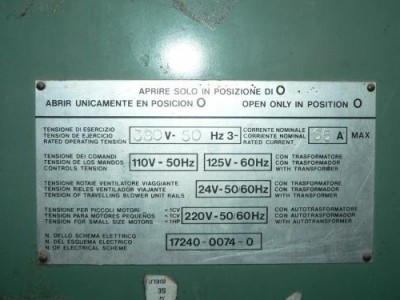 APRIRE SOLO IN POSIZIONE DI O
ABRIR UNICAMENTE EN POSICION O OPEN ONLY IN POSITION O
TENSIONE DI ESERCIZIO
TENSION DE EJERCICIO
RATED OPERATING TENSION
380 V- 50 Hz 3~
CORRENTE NOMINALE
CORRIENTE NOMINAL
RATED CURRENT
A MAX
TENSIONE DEI COMANDI
TENSION DE LOS MANDOS
CONTROLS TENSION
110V - 50Hz 125V - 60Hz
CON TRASFORMATORE
CON TRANSFORMADOR
WITH TRANSFORMER
TENSIONE ROTAIE VENTILATORE VIAGGIANTE
TENSION RIELES VENTILADOR VIAJANTE
TENSION OF TRAVELLING BLOWER UNIT RAILS
24V - 50/60Hz
CON TRASFORMATORE
CON TRANSFORMADOR
WITH TRANSFORMER
TENSIONE PER PICCOLI MOTORI < 1CV
TENSION PARA MOTORES PEQUEÑOS < 1CV
TENSION FOR SMALL SIZE MOTORS < 1HP
220V - 50/60Hz
CON AUTOTRASFORMATORE
CON AUTOTRANSFORMADOR
WITH AUTOTRANSFORMER
N. DELLO SCHEMA ELETTRICO
N. DEL ESQUEMA ELECTRICO
N. OF ELECTRICAL SCHEME
17240 - 0074 - 0